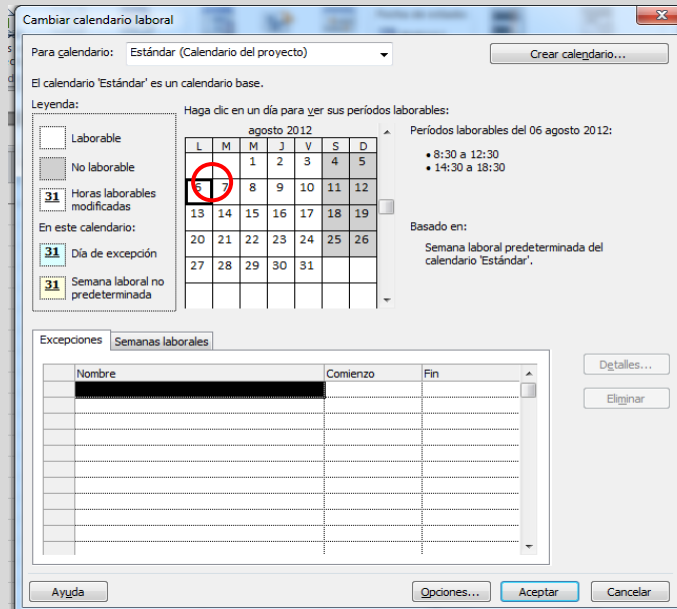 Cambiar calendario laboral
Para calendario: Estándar (Calendario del proyecto)
Crear calendario...
El calendario 'Estándar' es un calendario base.
Leyenda:
Laborable
No laborable
31 Horas laborables
modificadas
En este calendario:
31 Día de excepción
31 Semana laboral no
predeterminada
Haga clic en un día para ver sus períodos laborables:
agosto 2012
L M M J V S D
1 2 3 4 5
6 7 8 9 10 11 12
13 14 15 16 17 18 19
20 21 22 23 24 25 26
27 28 29 30 31
Períodos laborables del 06 agosto 2012:
• 8:30 a 12:30
• 14:30 a 18:30
Basado en:
Semana laboral predeterminada del
calendario 'Estándar'.
Excepciones Semanas laborales
Nombre Comienzo Fin
Detalles...
Eliminar
Ayuda Opciones... Aceptar Cancelar